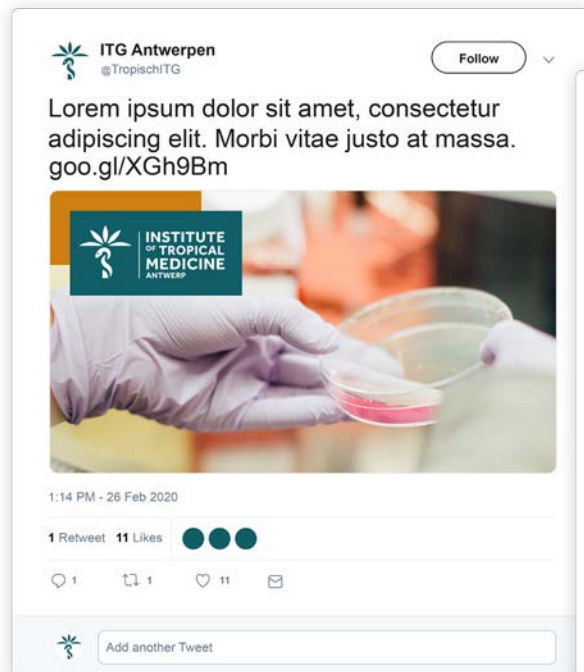 ITG Antwerpen
@TropischITG
Follow
Lorem ipsum dolor sit amet, consectetur
adipiscing elit. Morbi vitae justo at massa.
goo.gl/XGh9Bm
INSTITUTE
OF TROPICAL
MEDICINE
ANTWERP
1:14 PM - 26 Feb 2020
1 Retweet 11 Likes
1 1 11
Add another Tweet